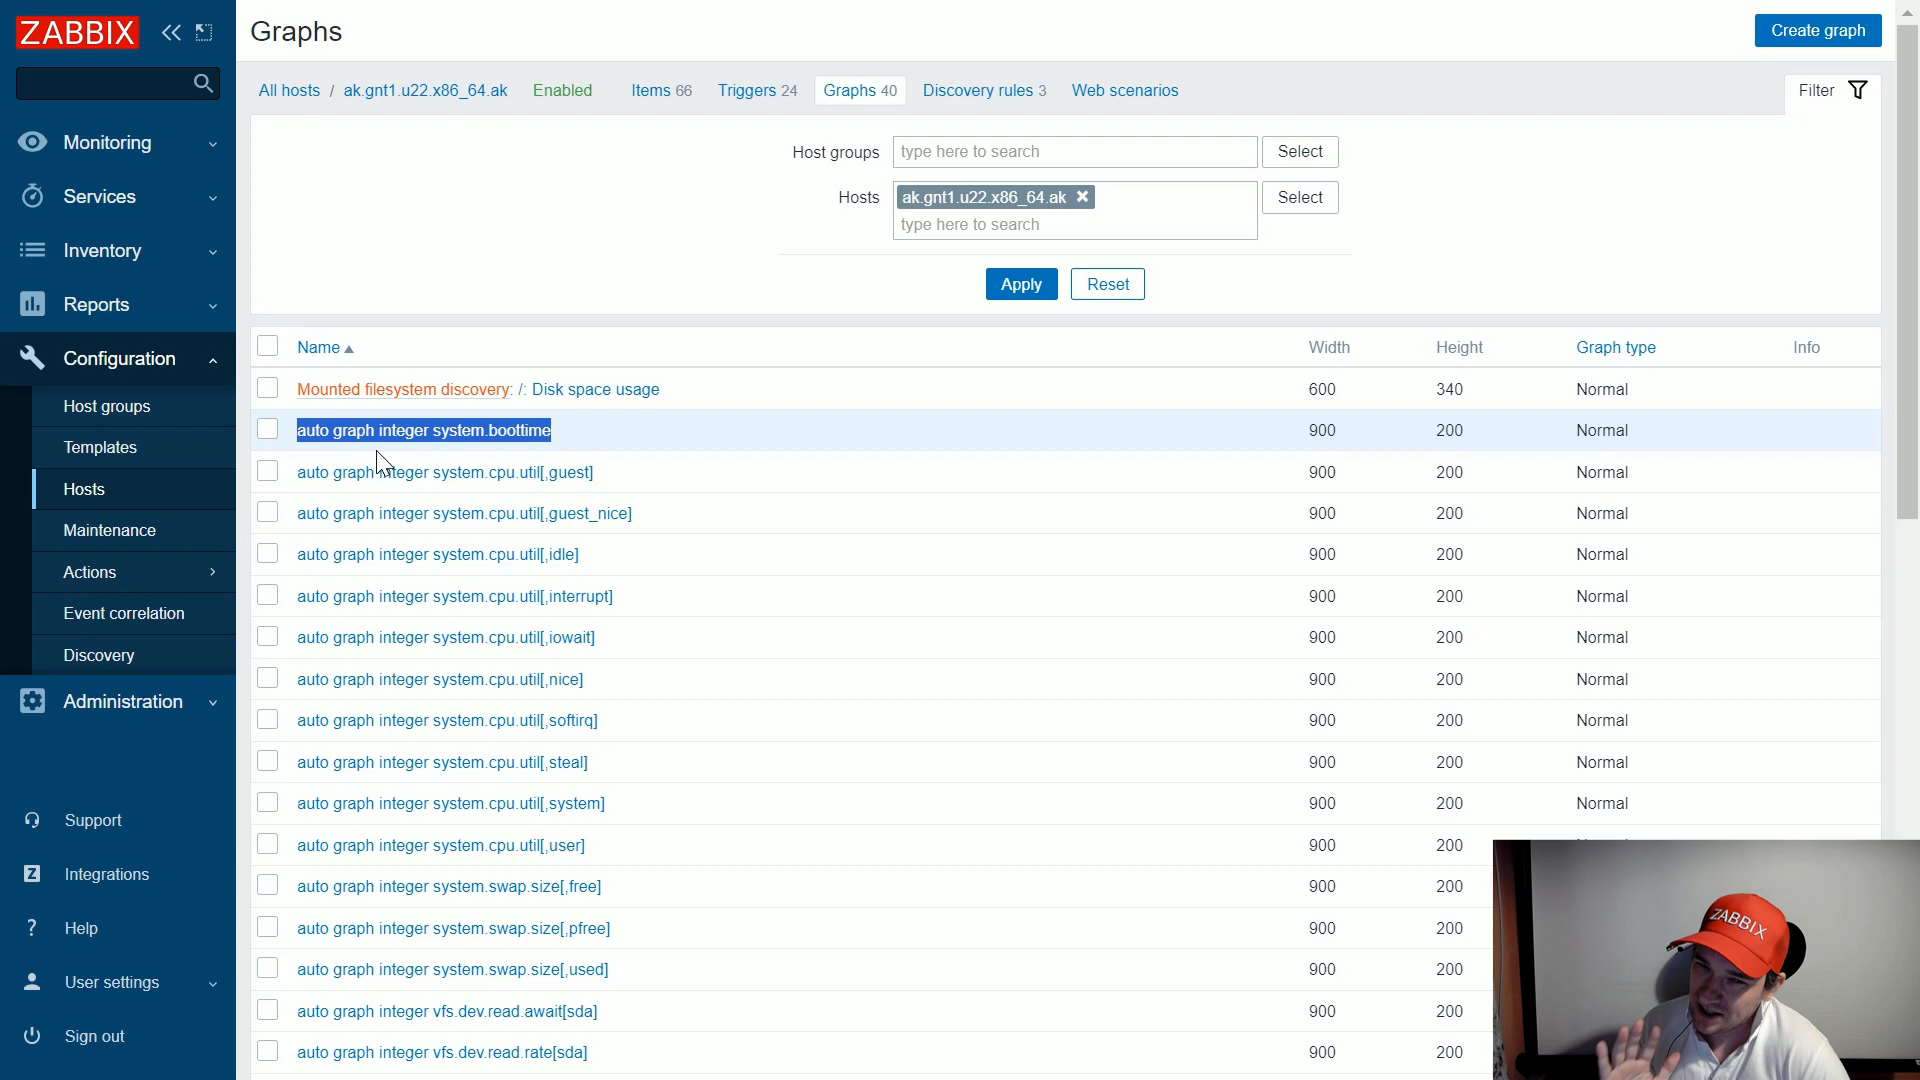 ZABBIX
Graphs
Create graph
All hosts / ak.gnt1.u22.x86_64.ak Enabled Items 66 Triggers 24 Graphs 40 Discovery rules 3 Web scenarios
Filter
Host groups type here to search Select
Hosts ak.gnt1.u22.x86_64.ak Select
type here to search
Apply Reset
Monitoring
Services
Inventory
Reports
Configuration
Host groups
Templates
Hosts
Maintenance
Actions
Event correlation
Discovery
Administration
Support
Z Integrations
? Help
User settings
Sign out
Name Width Height Graph type Info
Mounted filesystem discovery: /: Disk space usage 600 340 Normal
auto graph integer system.boottime 900 200 Normal
auto graph integer system.cpu.util[,guest] 900 200 Normal
auto graph integer system.cpu.util[,guest_nice] 900 200 Normal
auto graph integer system.cpu.util[,idle] 900 200 Normal
auto graph integer system.cpu.util[,interrupt] 900 200 Normal
auto graph integer system.cpu.util[,iowait] 900 200 Normal
auto graph integer system.cpu.util[,nice] 900 200 Normal
auto graph integer system.cpu.util[,softirq] 900 200 Normal
auto graph integer system.cpu.util[,steal] 900 200 Normal
auto graph integer system.cpu.util[,system] 900 200 Normal
auto graph integer system.cpu.util[,user] 900 200
auto graph integer system.swap.size[,free] 900 200
auto graph integer system.swap.size[,pfree] 900 200
auto graph integer system.swap.size[,used] 900 200
auto graph integer vfs.dev.read.await[sda] 900 200
auto graph integer vfs.dev.read.rate[sda] 900 200
ZABBIX